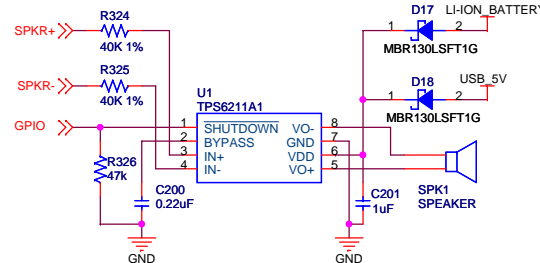 D17
LI-ION_BATTERY
R324
SPKR+
1
2
40K 1%
MBR130LSFT1G
R325
SPKR-
D18
USB_5V
40K 1%
U1
1
2
TPS6211A1
MBR130LSFT1G
GPIO
1
SHUTDOWN
VO-
8
2
BYPASS
GND
7
3
IN+
VDD
6
4
IN-
VO+
5
R326
47k
C200
0.22uF
C201
1uF
SPK1
SPEAKER
GND
GND